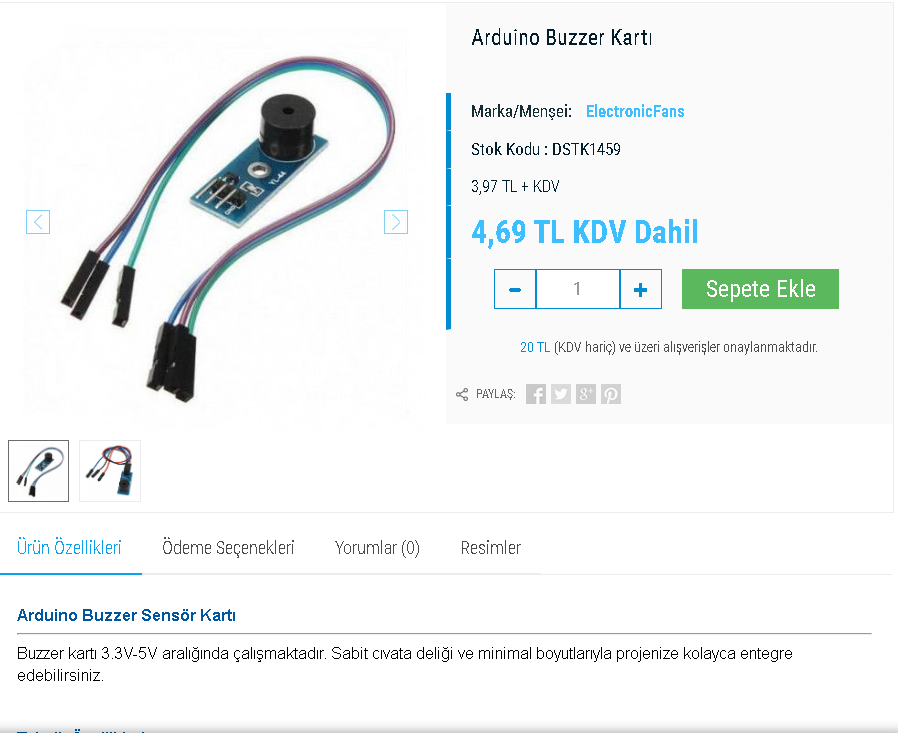 Arduino Buzzer Kartı
Marka/Menşei: ElectronicFans
Stok Kodu : DSTK1459
3,97 TL + KDV
4,69 TL KDV Dahil
1
Sepete Ekle
20 TL (KDV hariç) ve üzeri alışverişler onaylanmaktadır.
PAYLAŞ:
YL-44
Ürün Özellikleri
Ödeme Seçenekleri
Yorumlar (0)
Resimler
Arduino Buzzer Sensör Kartı
Buzzer kartı 3.3V-5V aralığında çalışmaktadır. Sabit cıvata deliği ve minimal boyutlarıyla projenize kolayca entegre
edebilirsiniz.